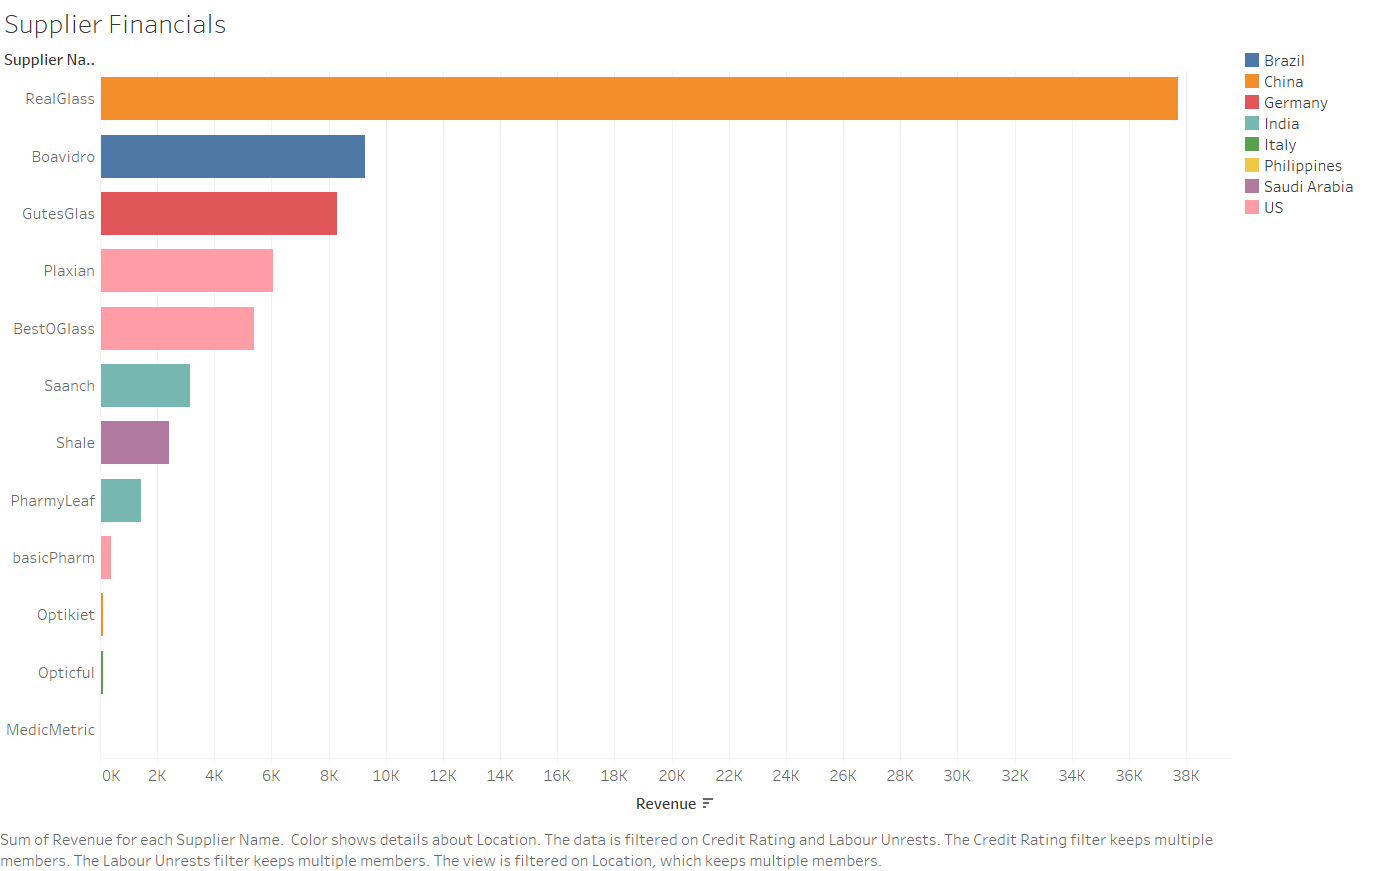 Supplier Financials
Supplier Na..
RealGlass
Boavidro
GutesGlas
Plaxian
BestOGlass
Saanch
Shale
PharmyLeaf
basicPharm
Optikiet
Opticful
MedicMetric
0K 2K 4K 6K 8K 10K 12K 14K 16K 18K 20K 22K 24K 26K 28K 30K 32K 34K 36K 38K
Revenue
Brazil
China
Germany
India
Italy
Philippines
Saudi Arabia
US
Sum of Revenue for each Supplier Name.  Color shows details about Location. The data is filtered on Credit Rating and Labour Unrests. The Credit Rating filter keeps multiple
members. The Labour Unrests filter keeps multiple members. The view is filtered on Location, which keeps multiple members.